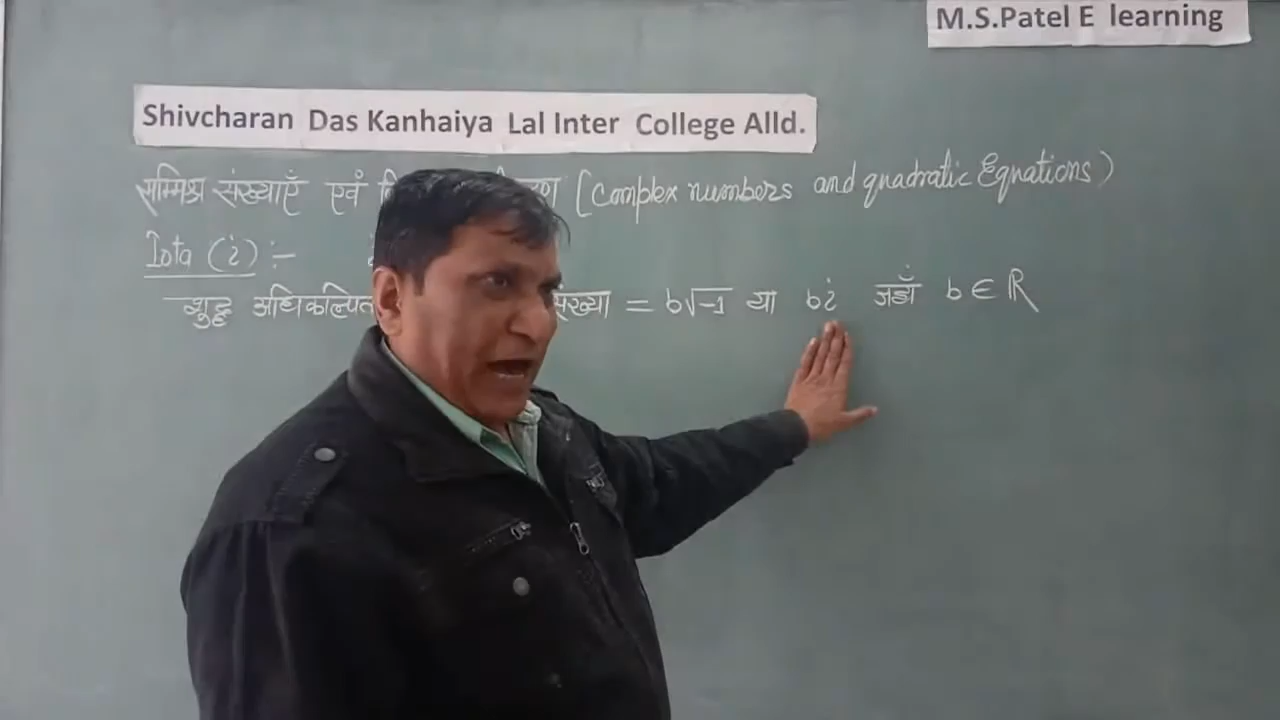 M.S.Patel E learning
Shivcharan Das Kanhaiya Lal Inter College Alld.
सम्मिश्र संख्याएँ एवं [Complex numbers and quadratic Equations)
Iota (i) :-
शुद्ध अधिकल्पित संख्या = b√-1 या bi जहाँ b ∈ ℝ